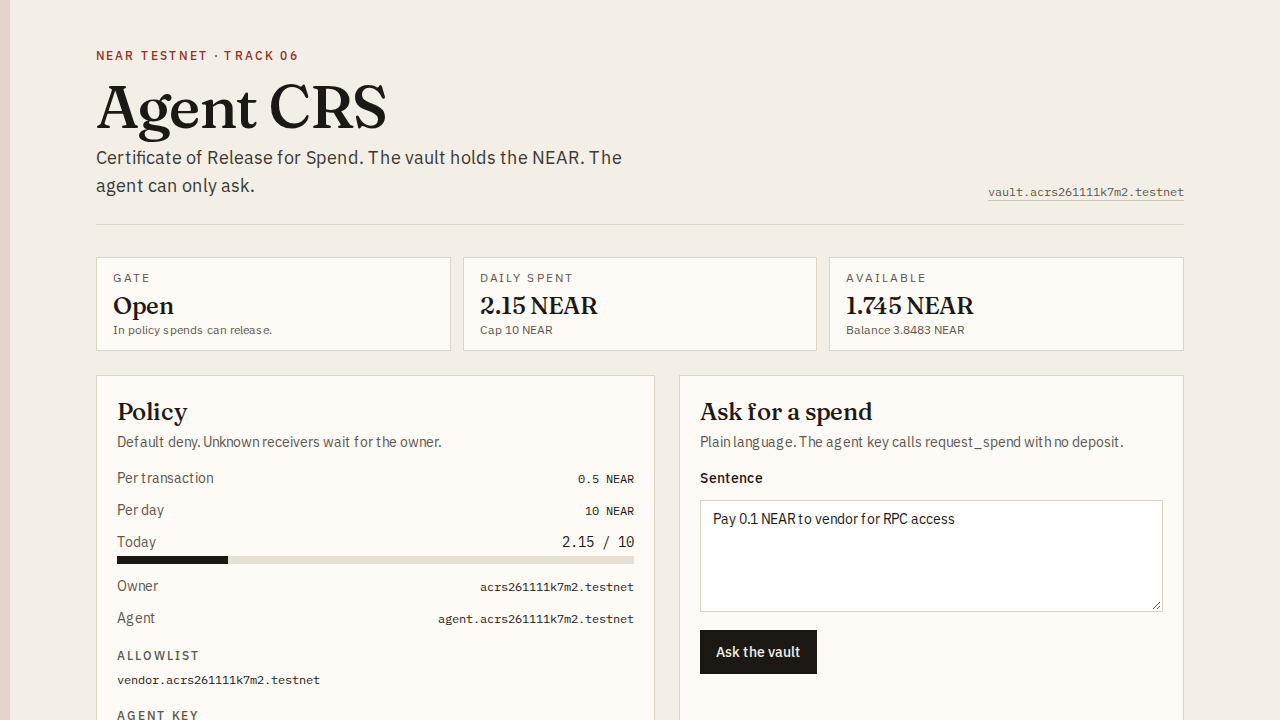 NEAR TESTNET · TRACK 06
Agent CRS
Certificate of Release for Spend. The vault holds the NEAR. The
agent can only ask.
vault.acrs261111k7m2.testnet
GATE
Open
In policy spends can release.
DAILY SPENT
2.15 NEAR
Cap 10 NEAR
AVAILABLE
1.745 NEAR
Balance 3.8483 NEAR
Policy
Default deny. Unknown receivers wait for the owner.
Per transaction 0.5 NEAR
Per day 10 NEAR
Today 2.15 / 10
Owner acrs261111k7m2.testnet
Agent agent.acrs261111k7m2.testnet
ALLOWLIST
vendor.acrs261111k7m2.testnet
AGENT KEY
Ask for a spend
Plain language. The agent key calls request_spend with no deposit.
Sentence
Pay 0.1 NEAR to vendor for RPC access
Ask the vault